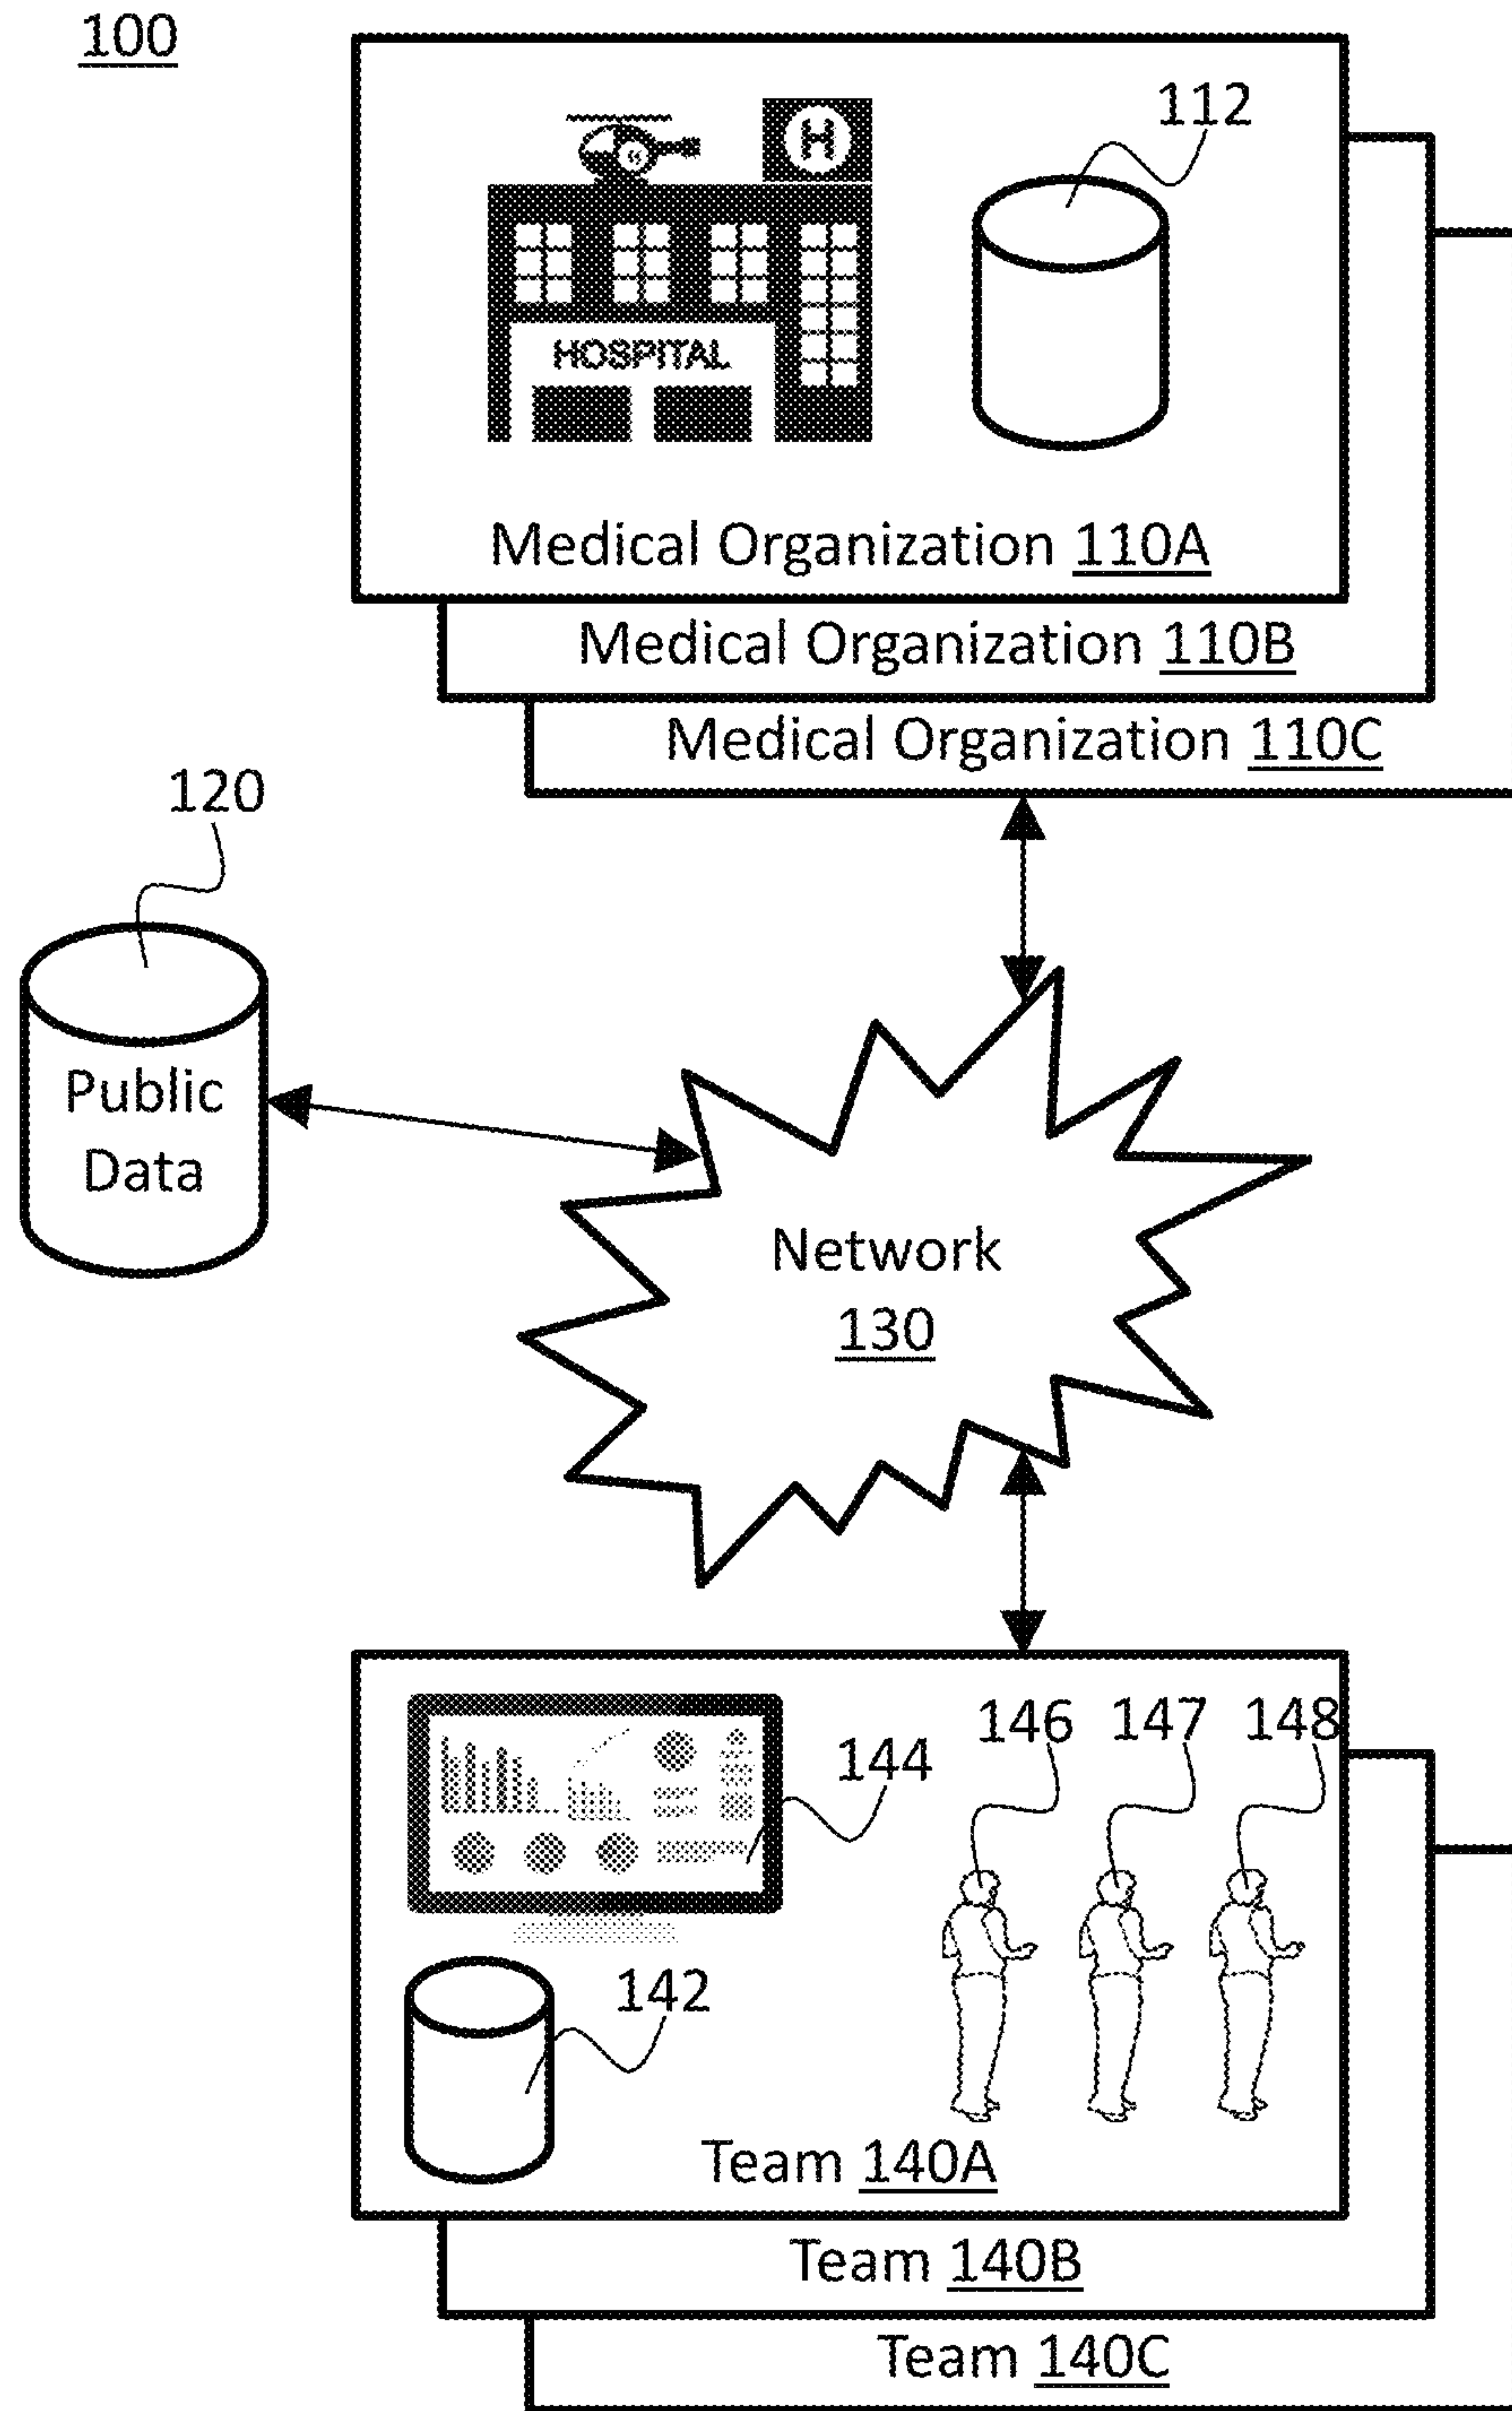 100
112
H
HOSPITAL
Medical Organization 110A
Medical Organization 110B
Medical Organization 110C
120
Public
Data
Network
130
146 147 148
144
142
Team 140A
Team 140B
Team 140C